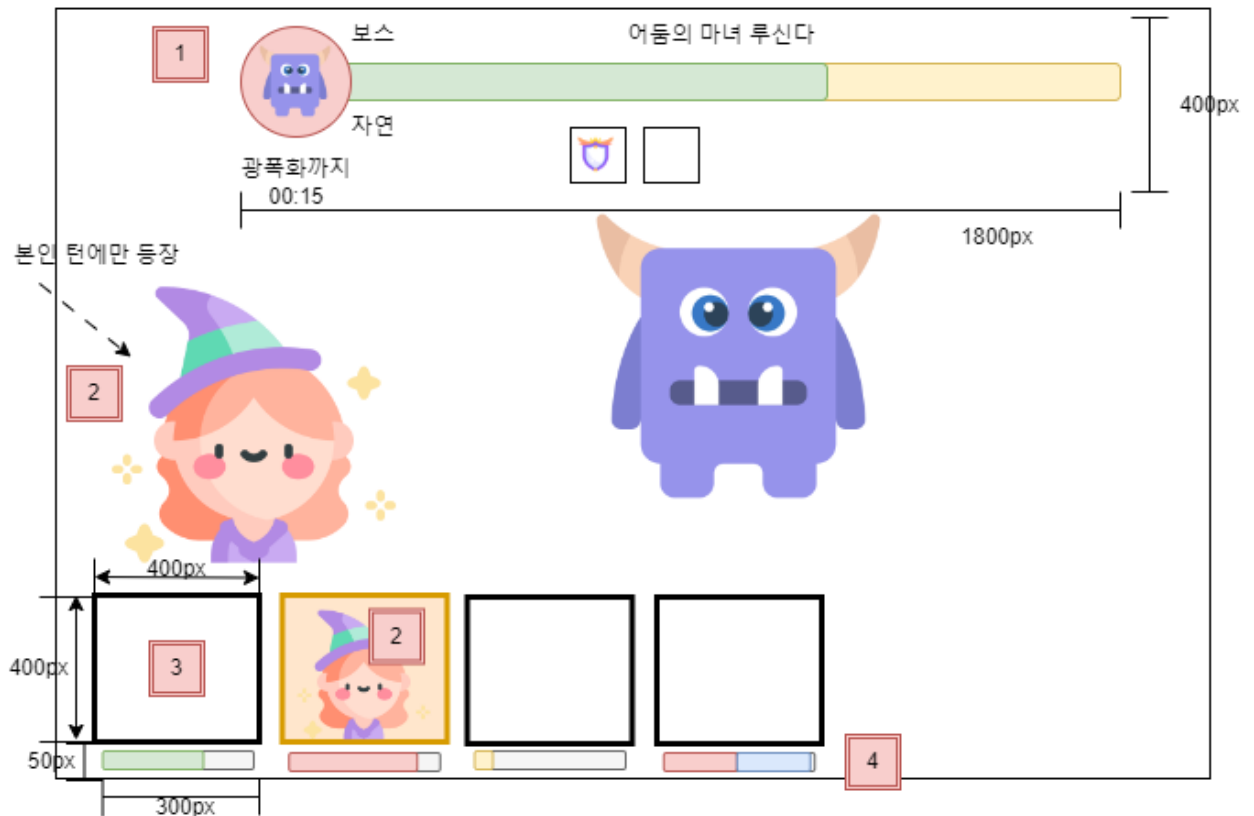 1
보스
어둠의 마녀 루신다
400px
자연
광폭화까지
00:15
1800px
본인 턴에만 등장
2
400px
400px
3
2
50px
4
300px